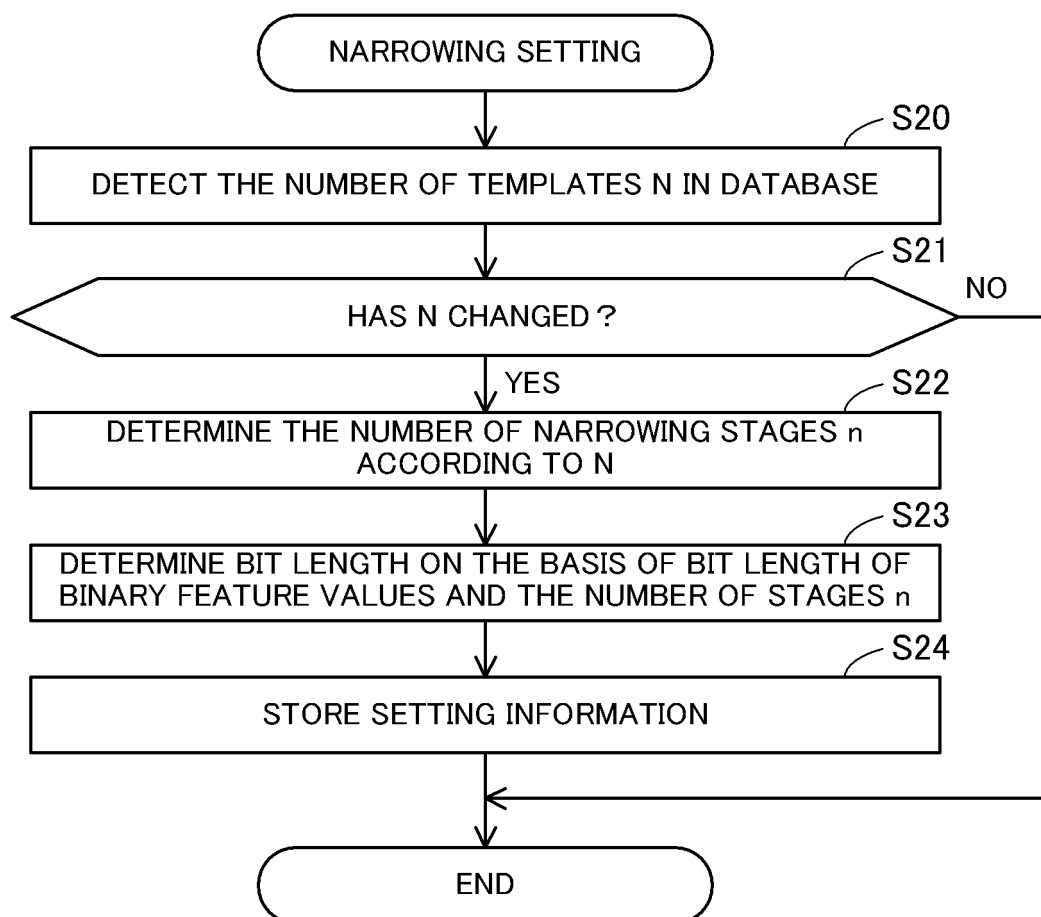 NARROWING SETTING
S20
DETECT THE NUMBER OF TEMPLATES N IN DATABASE
S21
HAS N CHANGED?
NO
YES
S22
DETERMINE THE NUMBER OF NARROWING STAGES n
ACCORDING TO N
S23
DETERMINE BIT LENGTH ON THE BASIS OF BIT LENGTH OF
BINARY FEATURE VALUES AND THE NUMBER OF STAGES n
S24
STORE SETTING INFORMATION
END